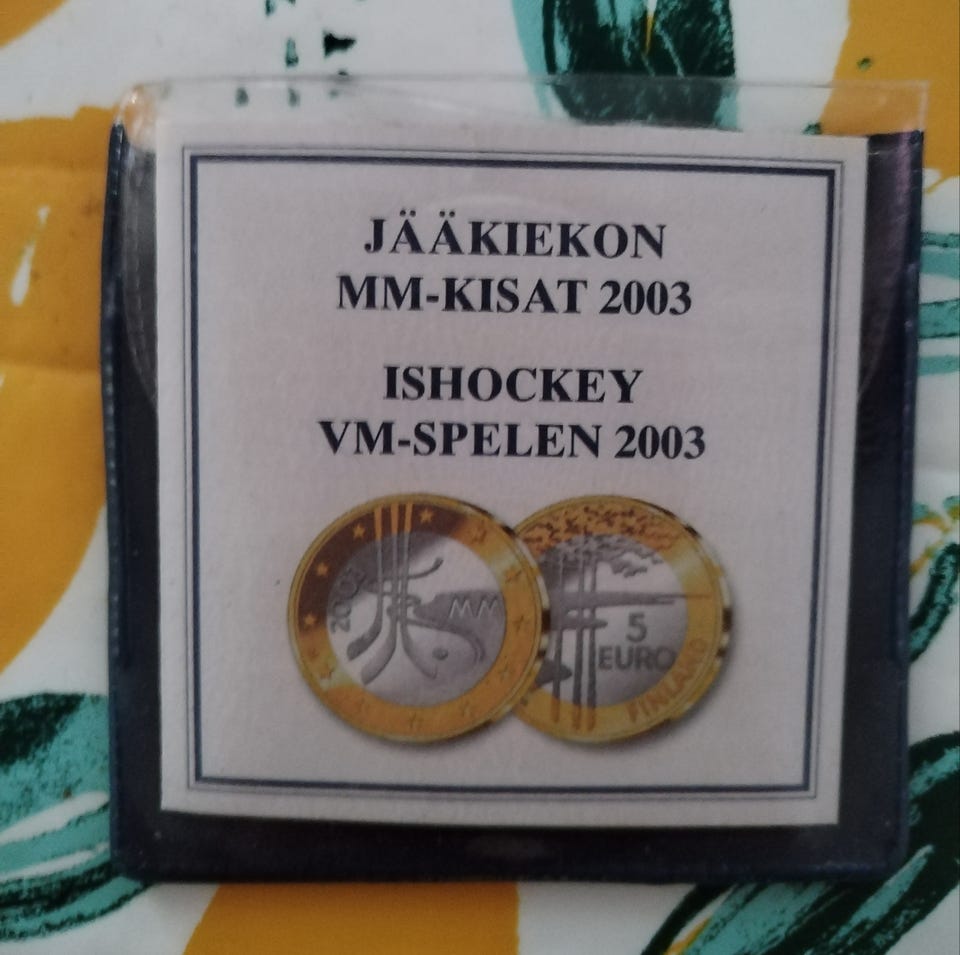 JÄÄKIEKON
MM-KISAT 2003
ISHOCKEY
VM-SPELEN 2003
2003
MM
5
EURO
FINLAND